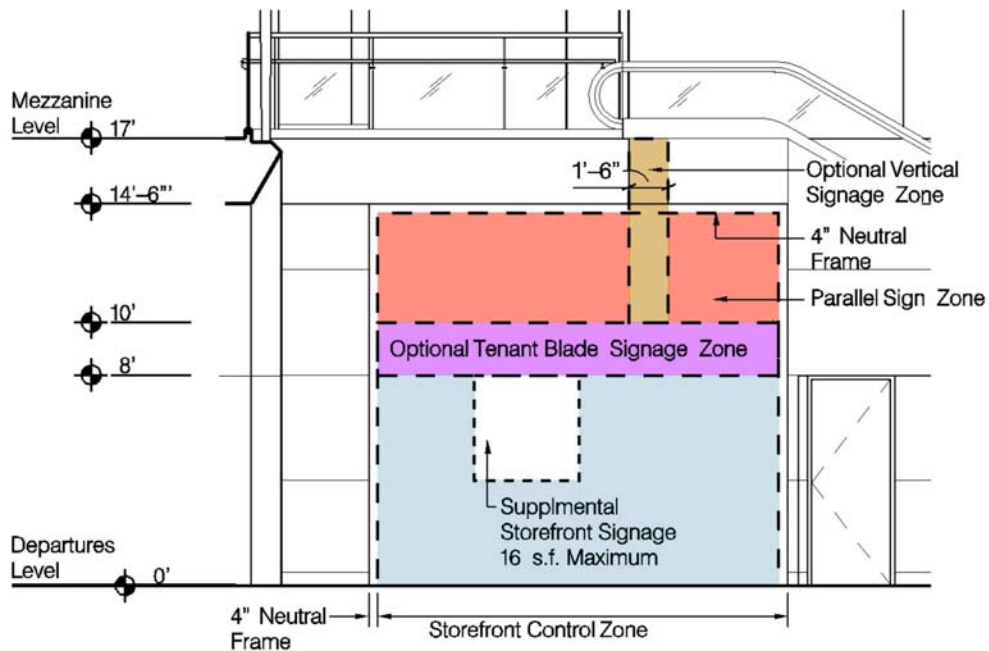 Mezzanine
Level
17'
14'-6"'
1'-6"
Optional Vertical
Signage Zone
4" Neutral
Frame
Parallel Sign Zone
10'
Optional Tenant Blade Signage Zone
8'
Supplmental
Storefront Signage
16 s.f. Maximum
Departures
Level
0'
4" Neutral
Frame
Storefront Control Zone